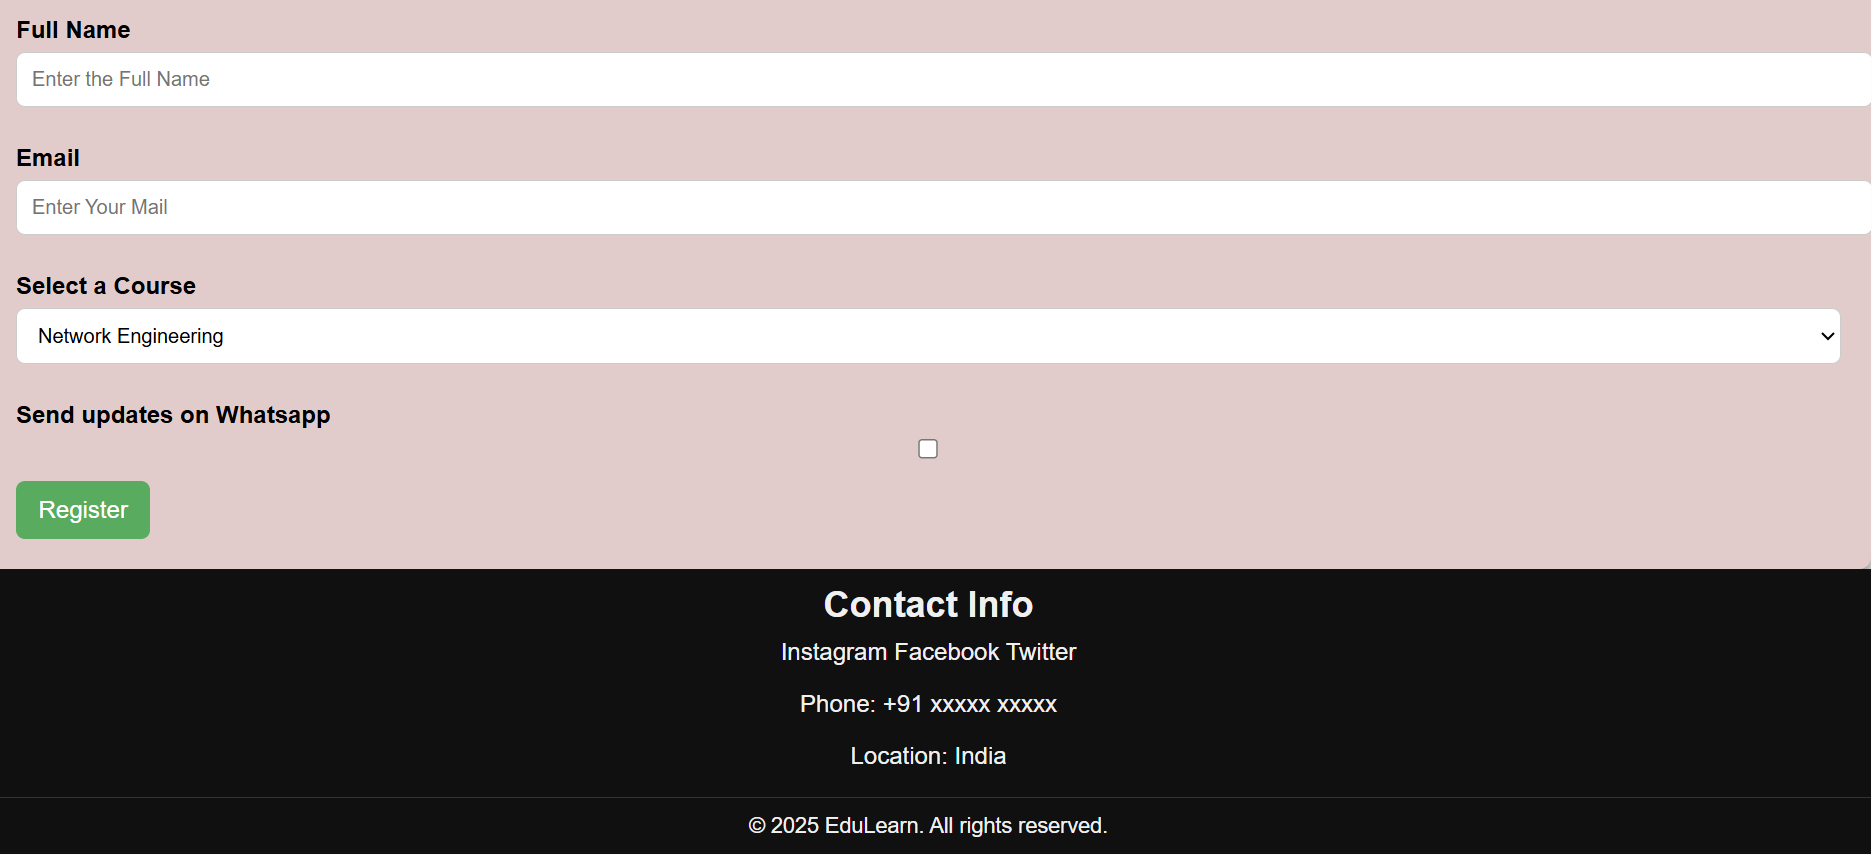 Full Name
Enter the Full Name
Email
Enter Your Mail
Select a Course
Network Engineering
Send updates on Whatsapp
Register
Contact Info
Instagram Facebook Twitter
Phone: +91 xxxxx xxxxx
Location: India
© 2025 EduLearn. All rights reserved.